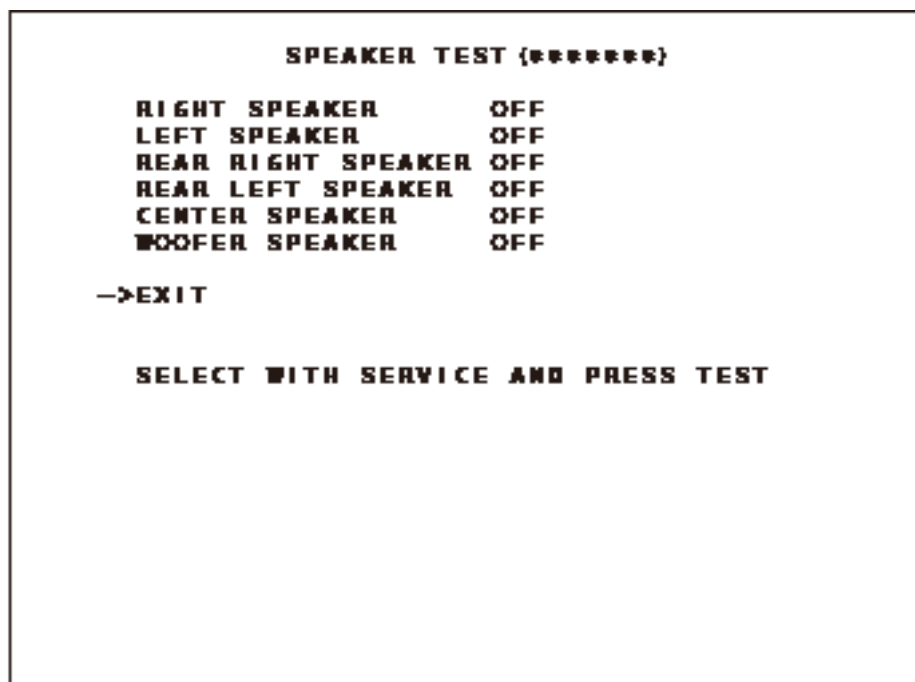 SPEAKER TEST {*******}
RIGHT SPEAKER OFF
LEFT SPEAKER OFF
REAR RIGHT SPEAKER OFF
REAR LEFT SPEAKER OFF
CENTER SPEAKER OFF
WOOFER SPEAKER OFF
->EXIT
SELECT WITH SERVICE AND PRESS TEST